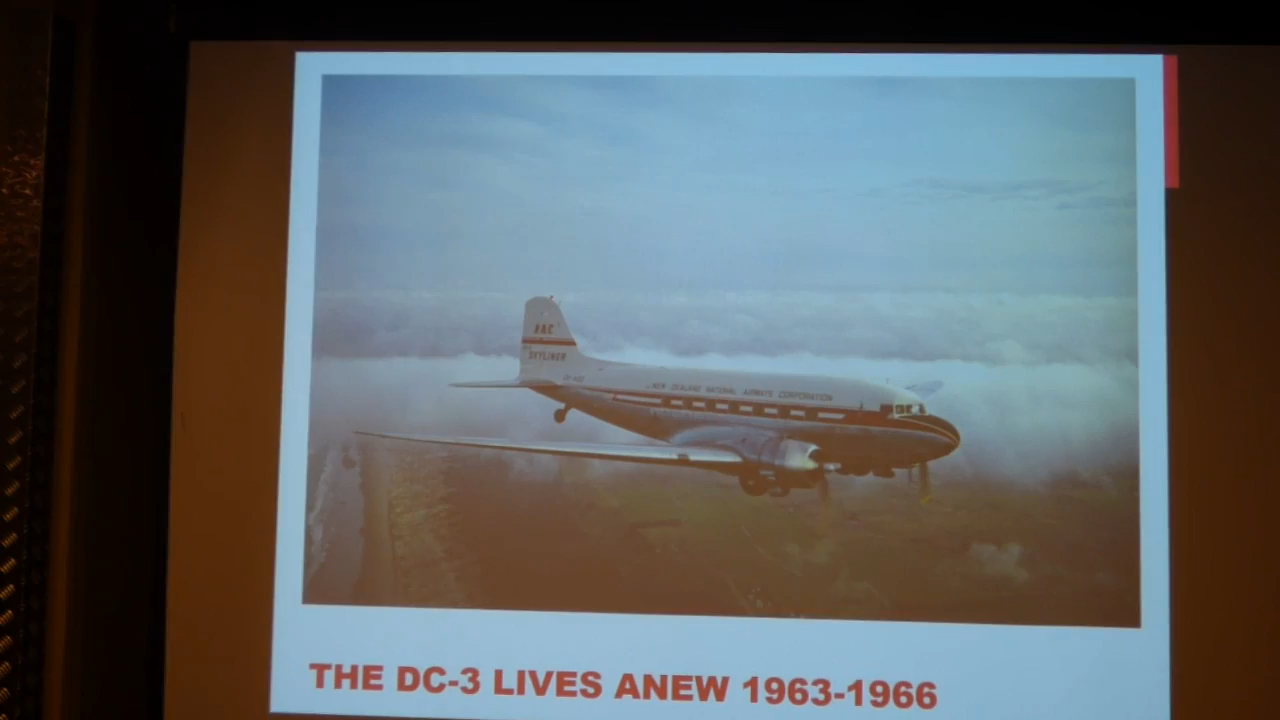 NAC
SKYLINER
NEW ZEALAND NATIONAL AIRWAYS CORPORATION
THE DC-3 LIVES ANEW 1963-1966